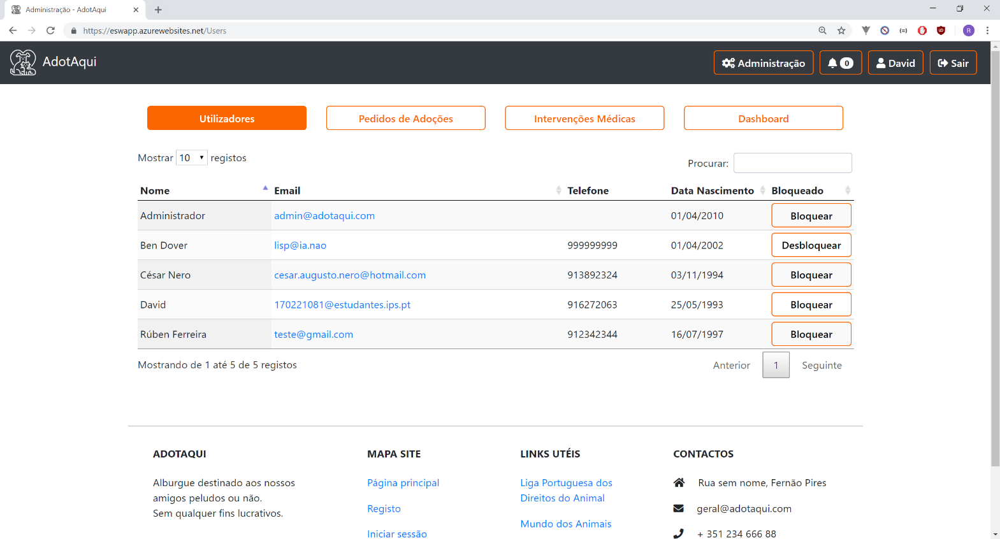 Administração - AdotAqui
https://eswapp.azurewebsites.net/Users
R
AdotAqui
Administração
0
David
Sair
Utilizadores
Pedidos de Adoções
Intervenções Médicas
Dashboard
Mostrar 10 registos
Procurar:
Nome Email Telefone Data Nascimento Bloqueado
Administrador admin@adotaqui.com 01/04/2010 Bloquear
Ben Dover lisp@ia.nao 999999999 01/04/2002 Desbloquear
César Nero cesar.augusto.nero@hotmail.com 913892324 03/11/1994 Bloquear
David 170221081@estudantes.ips.pt 916272063 25/05/1993 Bloquear
Rúben Ferreira teste@gmail.com 912342344 16/07/1997 Bloquear
Mostrando de 1 até 5 de 5 registos
Anterior 1 Seguinte
ADOTAQUI
Alburgue destinado aos nossos
amigos peludos ou não.
Sem qualquer fins lucrativos.
MAPA SITE
Página principal
Registo
Iniciar sessão
LINKS UTÉIS
Liga Portuguesa dos
Direitos do Animal
Mundo dos Animais
CONTACTOS
Rua sem nome, Fernão Pires
geral@adotaqui.com
+ 351 234 666 88